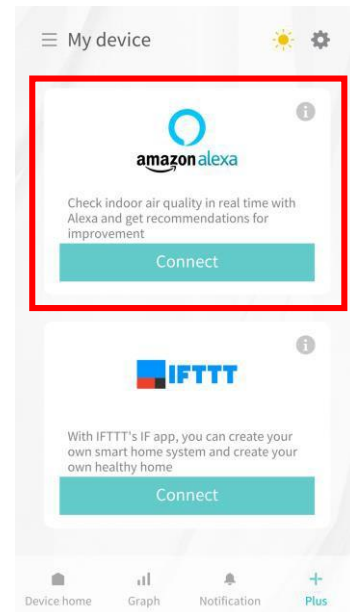 My device
amazon alexa
Check indoor air quality in real time with
Alexa and get recommendations for
improvement
Connect
IFTTT
With IFTTT's IF app, you can create your
own smart home system and create your
own healthy home
Connect
Device home Graph Notification Plus